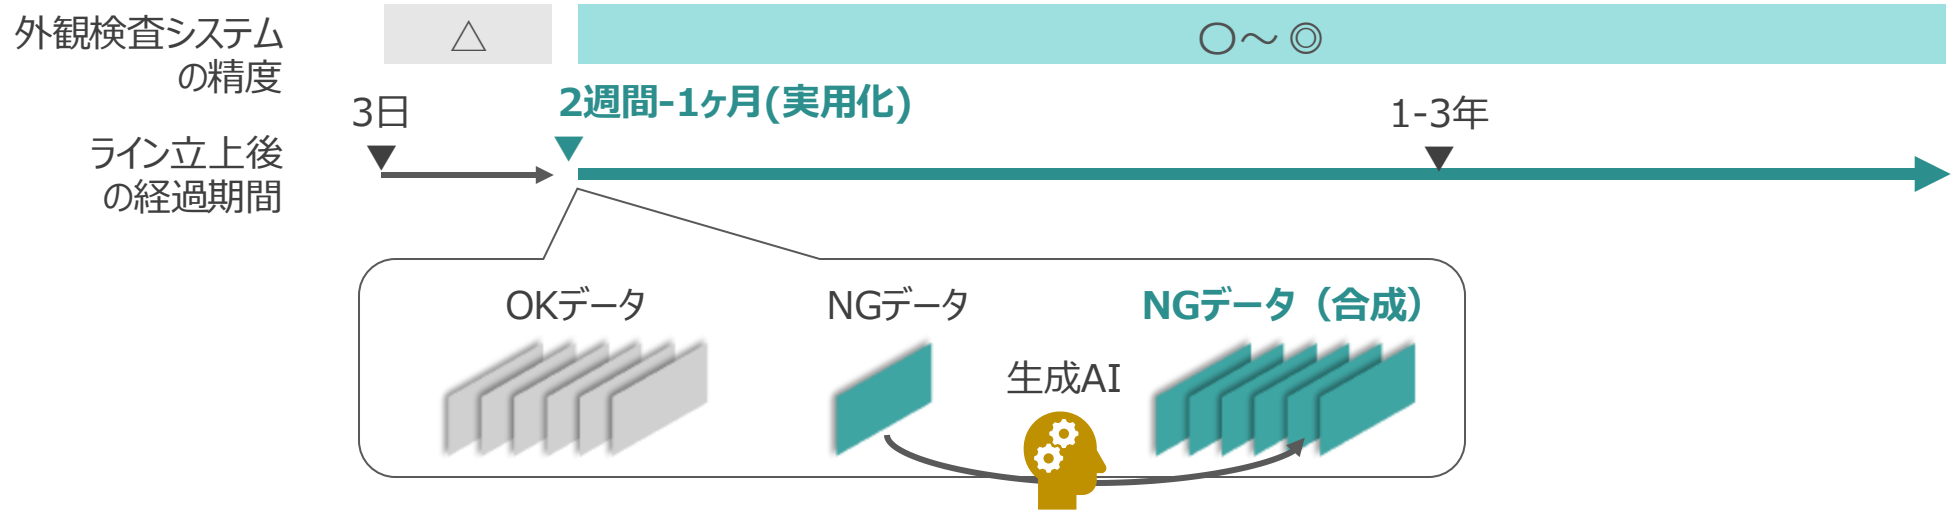 外観検査システム
の精度
△
〇～◎
3日
2週間-1ヶ月(実用化)
1-3年
ライン立上後
の経過期間
OKデータ
NGデータ
NGデータ（合成）
生成AI